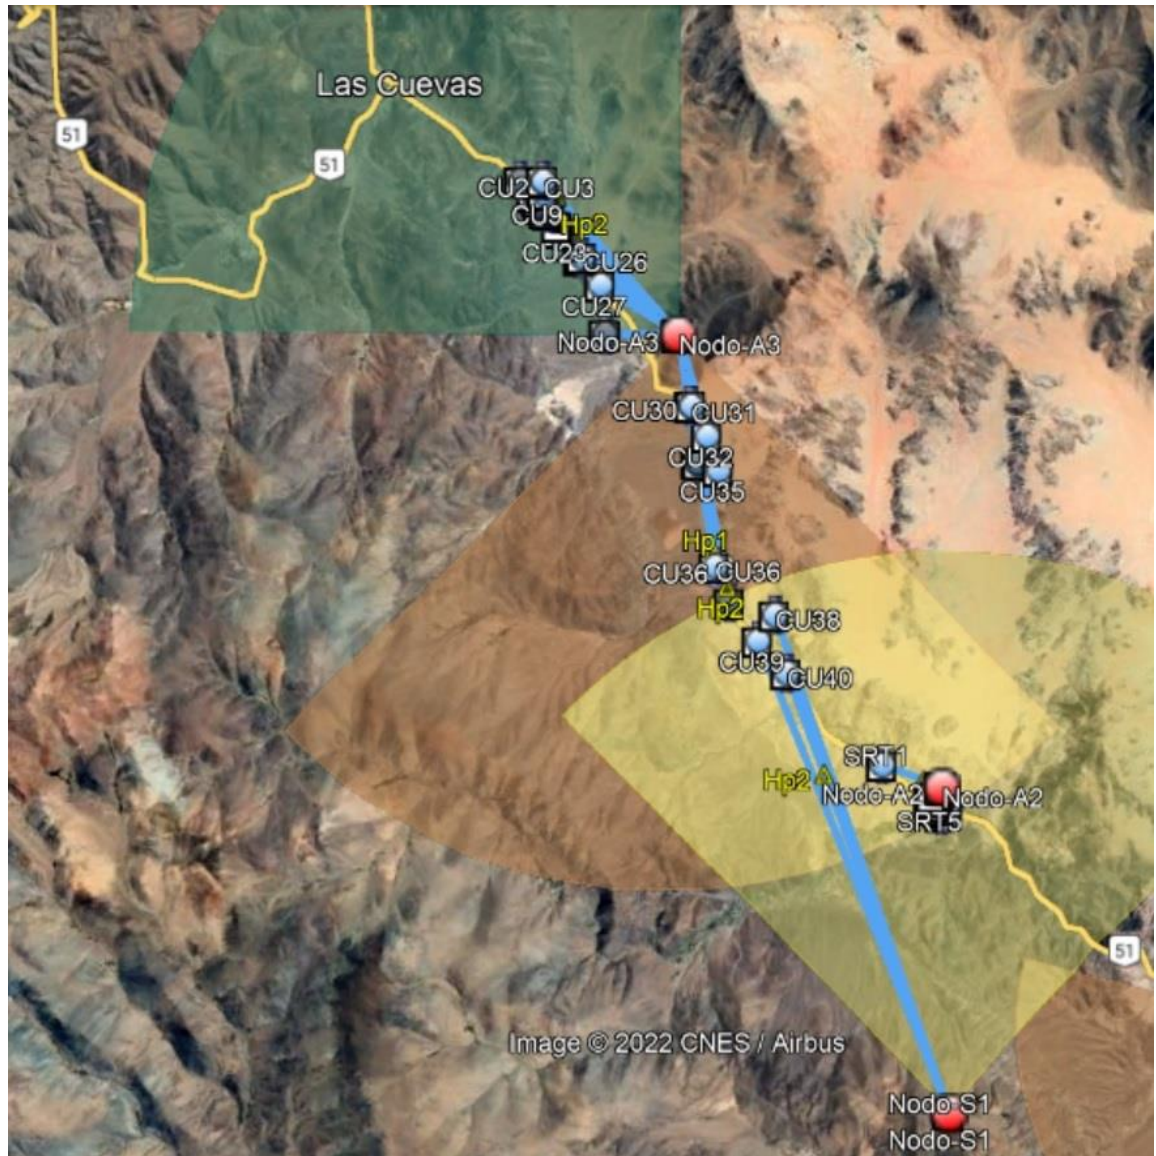 Las Cuevas
51
51
CU2
CU3
CU9
Hp2
CU23
CU26
CU27
Nodo-A3
Nodo-A3
CU30
CU31
CU32
CU35
Hp1
CU36
CU36
Hp2
CU38
CU39
CU40
SRT1
Hp2
Nodo-A2
Nodo-A2
SRT5
51
Image © 2022 CNES / Airbus
Nodo-S1
Nodo-S1